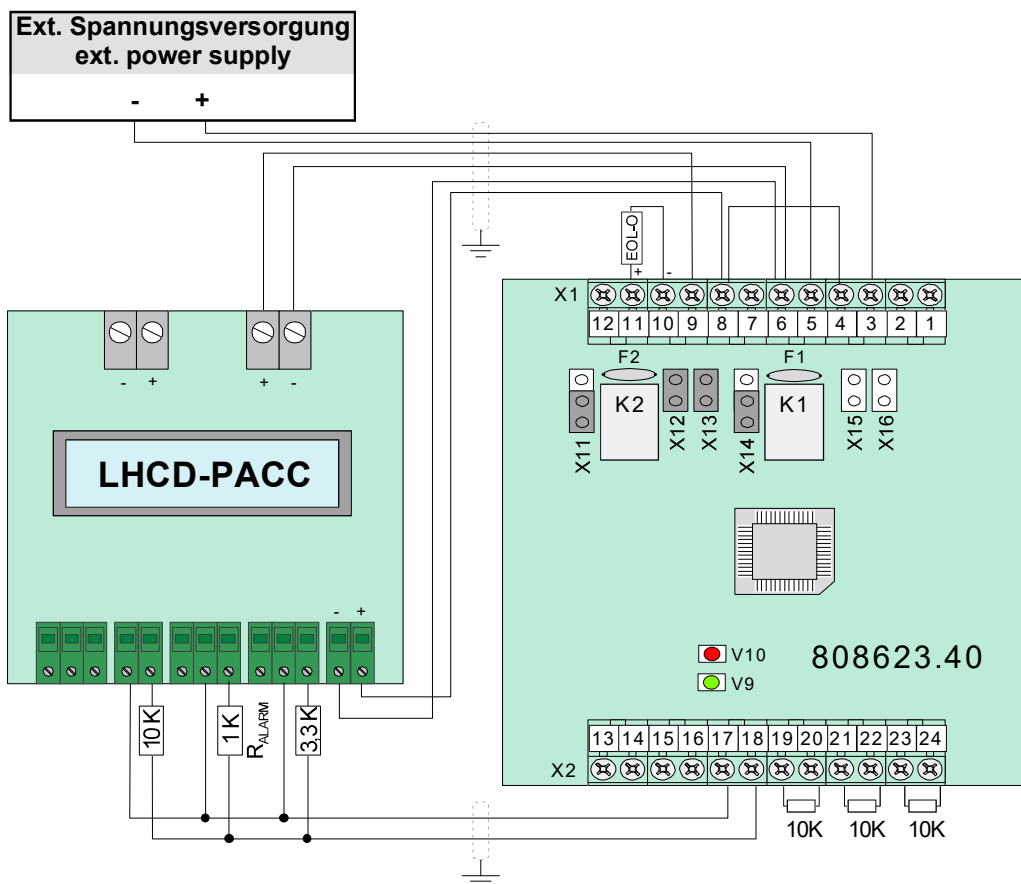 Ext. Spannungsversorgung
ext. power supply
- +
EOL-O
+ -
X1
12 11 10 9 8 7 6 5 4 3 2 1
F2 F1
K2 K1
X11 X12 X13 X14 X15 X16
- + + -
LHCD-PACC
- +
V10
V9
808623.40
10K 1K RALARM 3,3K
13 14 15 16 17 18 19 20 21 22 23 24
X2
10K 10K 10K